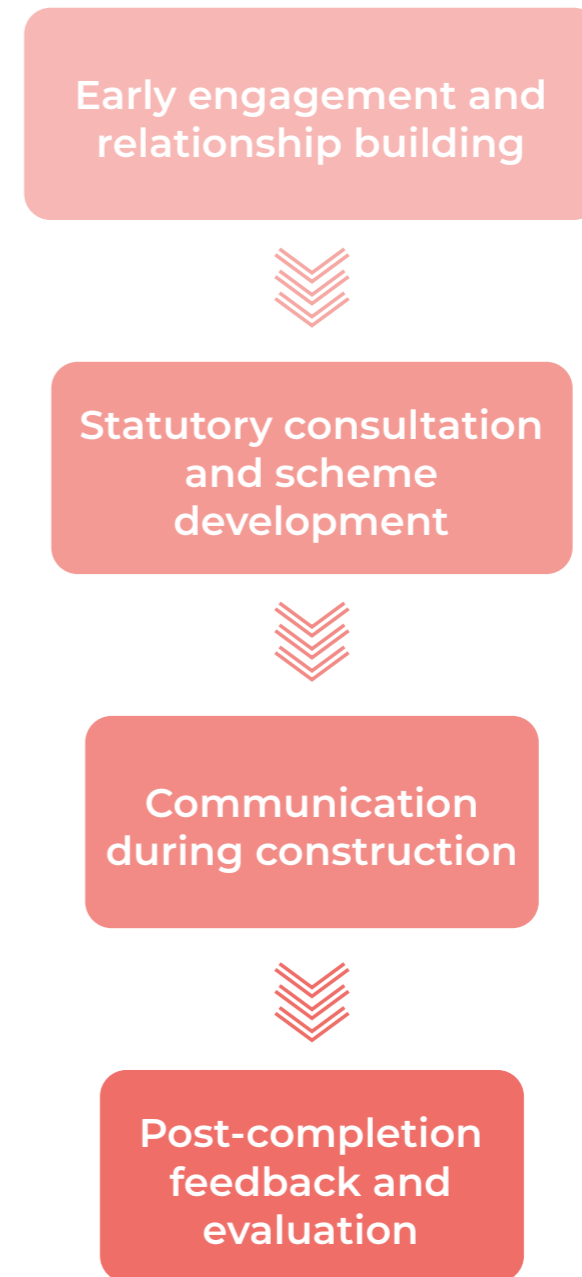 Early engagement and
relationship building
Statutory consultation
and scheme
development
Communication
during construction
Post-completion
feedback and
evaluation